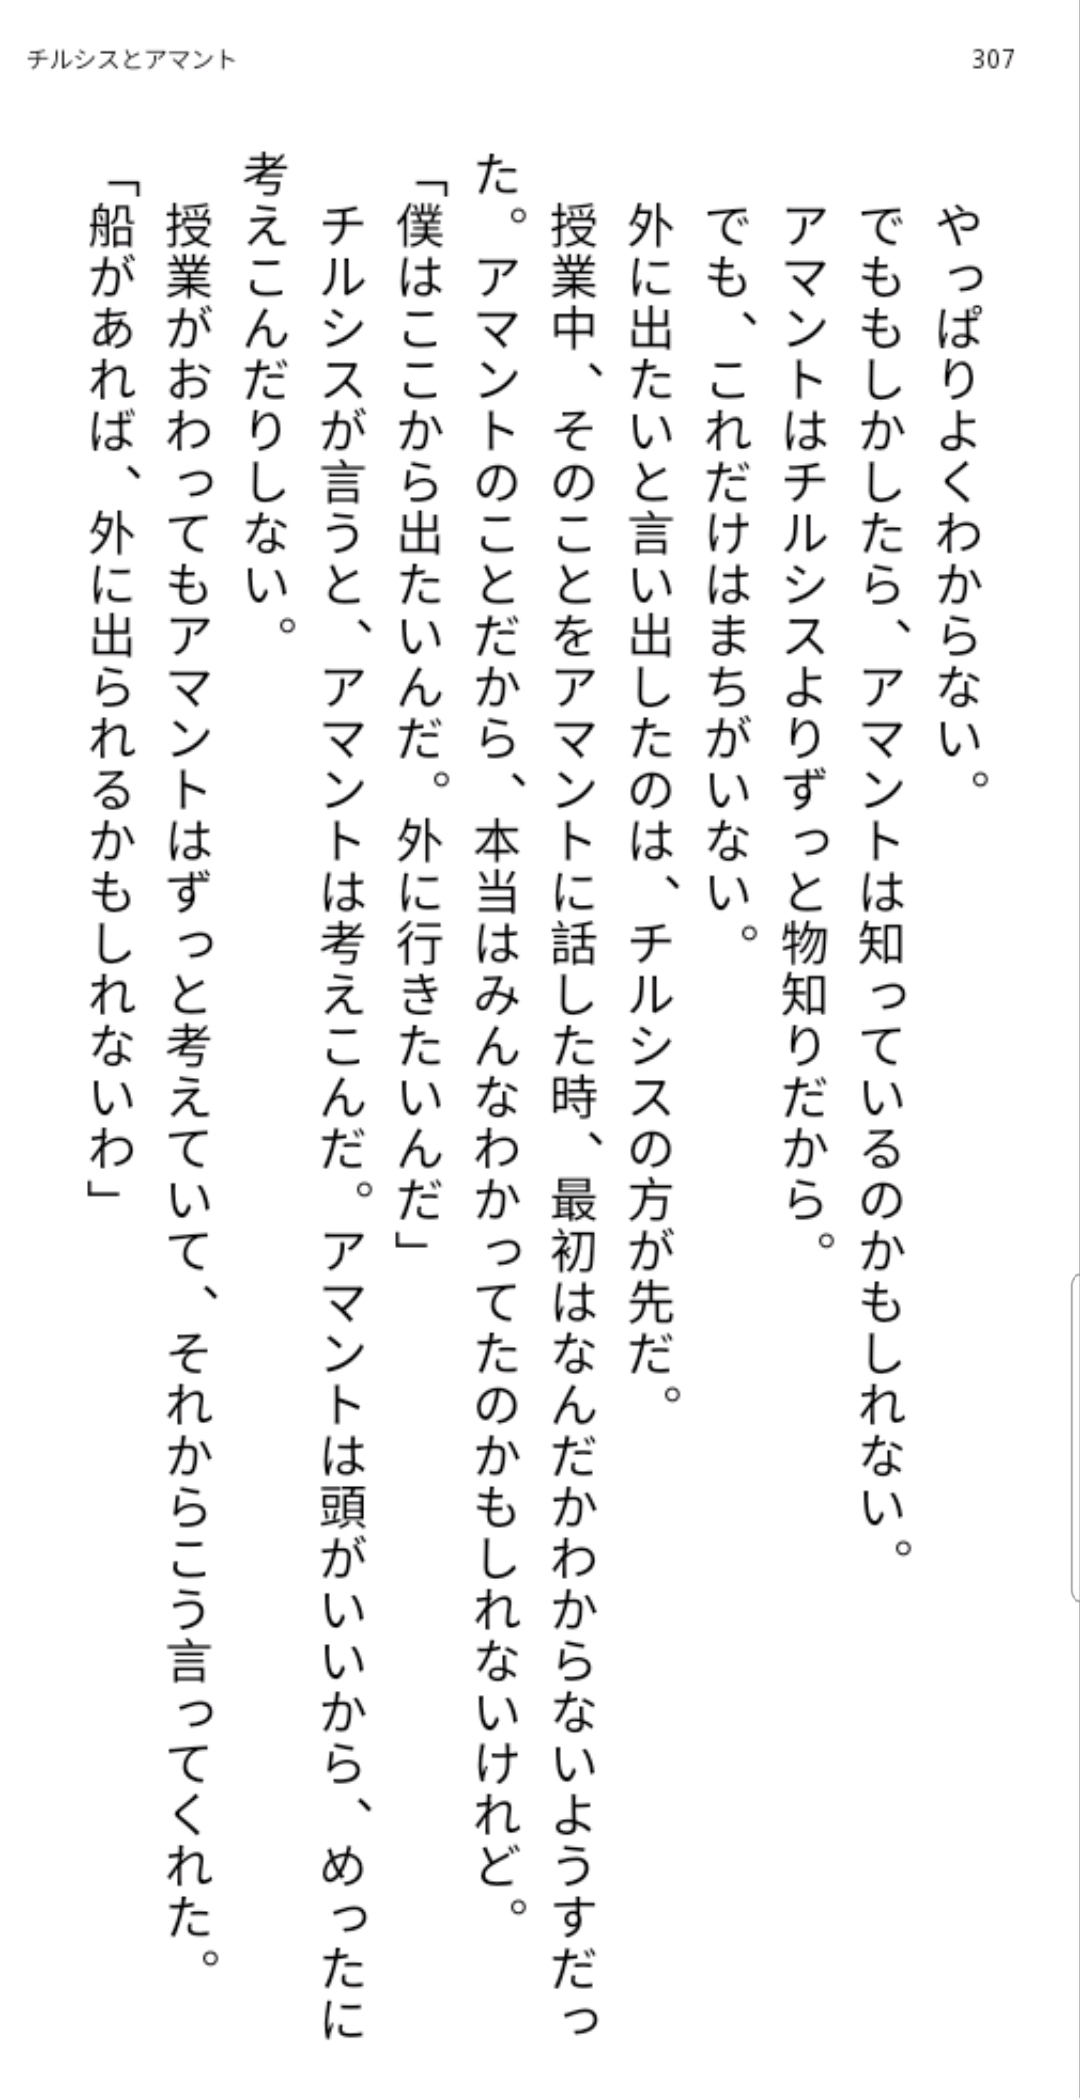 チルシスとアマント
307
やっぱりよくわからない。
でももしかしたら、アマントは知っているのかもしれない。
アマントはチルシスよりずっと物知りだから。
でも、これだけはまちがいない。
外に出たいと言い出したのは、チルシスの方が先だ。
授業中、そのことをアマントに話した時、最初はなんだかわからないようすだっ
た。アマントのことだから、本当はみんなわかってたのかもしれないけれど。
「僕はここから出たいんだ。外に行きたいんだ」
チルシスが言うと、アマントは考えこんだ。アマントは頭がいいから、めったに
考えこんだりしない。
授業がおわってもアマントはずっと考えていて、それからこう言ってくれた。
「船があれば、外に出られるかもしれないわ」